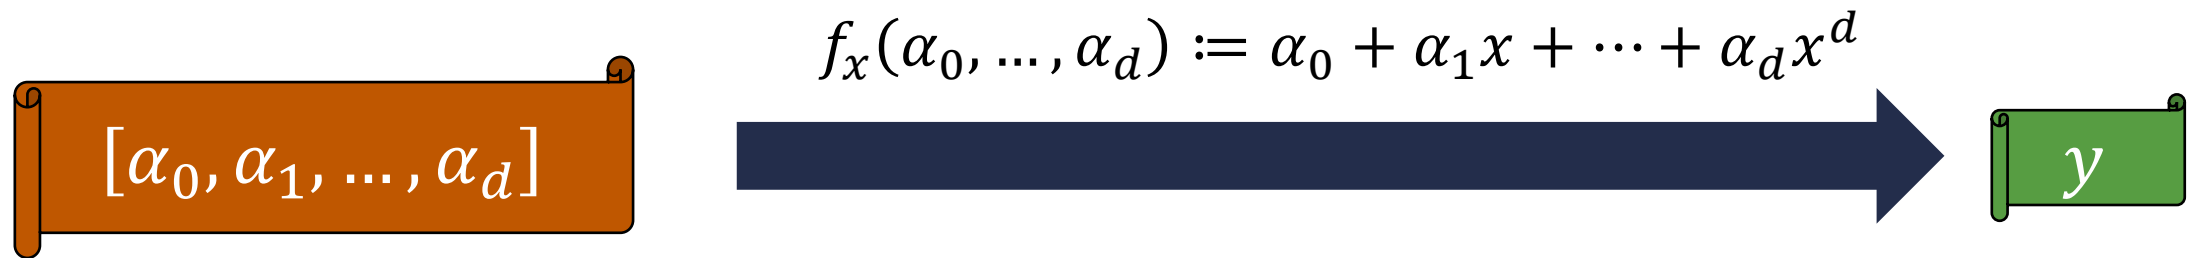 f_x(α_0, …, α_d) ≔ α_0 + α_1x + ⋯ + α_dx^d
[α_0, α_1, …, α_d]
y